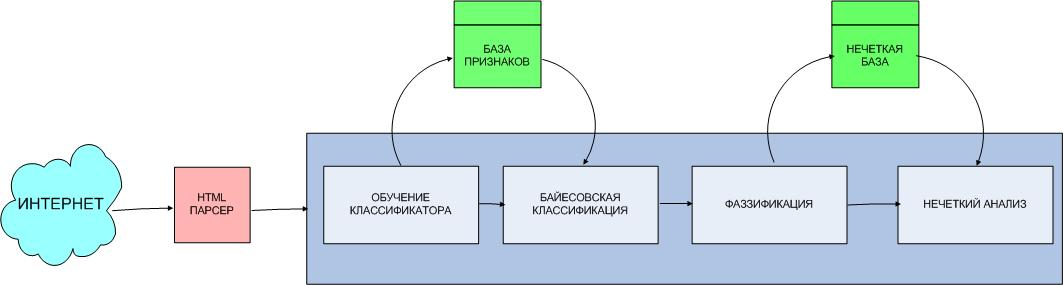 БАЗА
ПРИЗНАКОВ
НЕЧЕТКАЯ
БАЗА
ИНТЕРНЕТ
HTML
ПАРСЕР
ОБУЧЕНИЕ
КЛАССИФИКАТОРА
БАЙЕСОВСКАЯ
КЛАССИФИКАЦИЯ
ФАЗЗИФИКАЦИЯ
НЕЧЕТКИЙ АНАЛИЗ